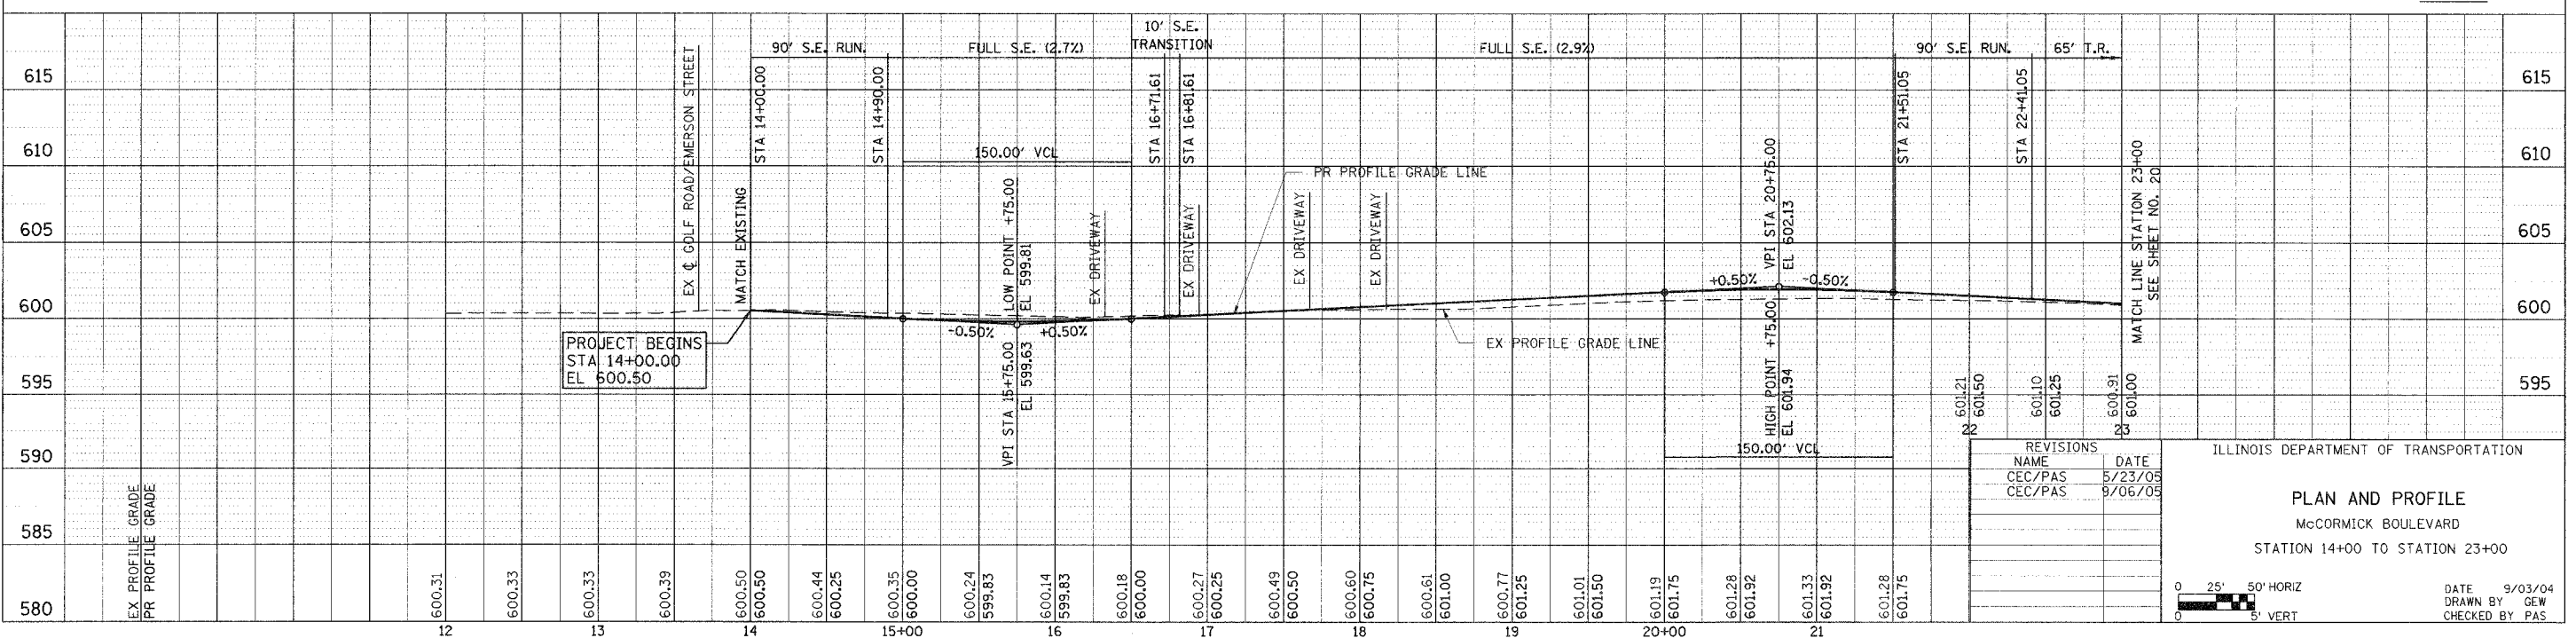 10' S.E.
90' S.E. RUN.
FULL S.E. (2.7%)
TRANSITION
FULL S.E. (2.9%)
90' S.E. RUN.
65' T.R.
615
615
610
610
605
605
600
600
595
595
590
585
580
EX ℄ GOLF ROAD/EMERSON STREET
MATCH EXISTING
STA 14+00.00
STA 14+90.00
150.00' VCL
LOW POINT +75.00
EL 599.81
EX DRIVEWAY
STA 16+71.61
STA 16+81.61
EX DRIVEWAY
PR PROFILE GRADE LINE
EX DRIVEWAY
EX DRIVEWAY
VPI STA 20+75.00
EL 602.13
STA 21+51.05
STA 22+41.05
MATCH LINE STATION 23+00
SEE SHEET NO. 20
PROJECT BEGINS
STA 14+00.00
EL 600.50
-0.50%
+0.50%
VPI STA 15+75.00
EL 599.63
+0.50%
-0.50%
EX PROFILE GRADE LINE
HIGH POINT +75.00
EL 601.94
150.00' VCL
EX PROFILE GRADE
PR PROFILE GRADE
600.31
600.33
600.33
600.39
600.50
600.50
600.44
600.25
600.35
600.00
600.24
599.83
600.14
599.83
600.18
600.00
600.27
600.25
600.49
600.50
600.60
600.75
600.61
601.00
600.77
601.25
601.01
601.50
601.19
601.75
601.28
601.92
601.33
601.92
601.28
601.75
601.21
601.50
601.10
601.25
600.91
601.00
22
23
12
13
14
15+00
16
17
18
19
20+00
21
REVISIONS
NAME
DATE
CEC/PAS
5/23/05
CEC/PAS
9/06/05
ILLINOIS DEPARTMENT OF TRANSPORTATION
PLAN AND PROFILE
McCORMICK BOULEVARD
STATION 14+00 TO STATION 23+00
0 25' 50' HORIZ
0 5' VERT
DATE 9/03/04
DRAWN BY GEW
CHECKED BY PAS